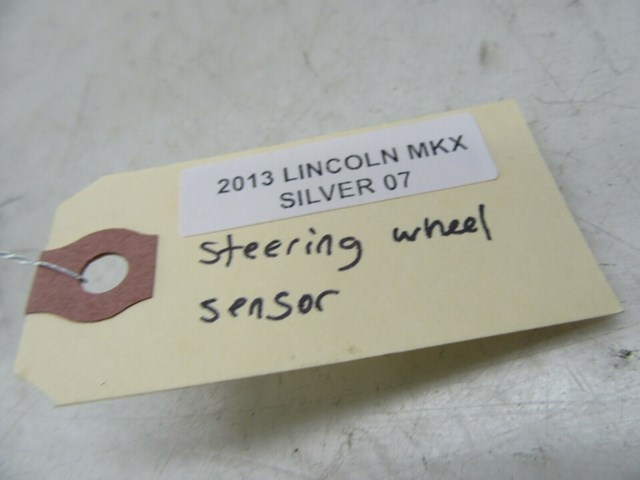 2013 LINCOLN MKX
SILVER 07
steering wheel
sensor